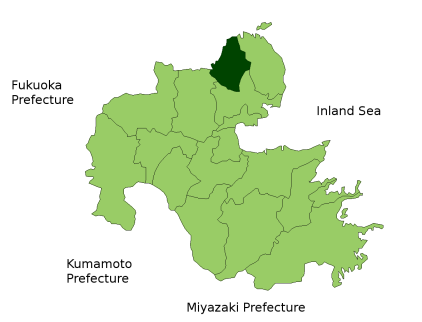 Fukuoka
Prefecture
Inland Sea
Kumamoto
Prefecture
Miyazaki Prefecture